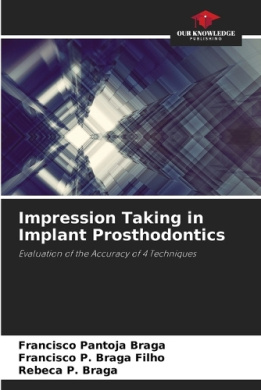 OUR KNOWLEDGE
PUBLISHING
Impression Taking in
Implant Prosthodontics
Evaluation of the Accuracy of 4 Techniques
Francisco Pantoja Braga
Francisco P. Braga Filho
Rebeca P. Braga